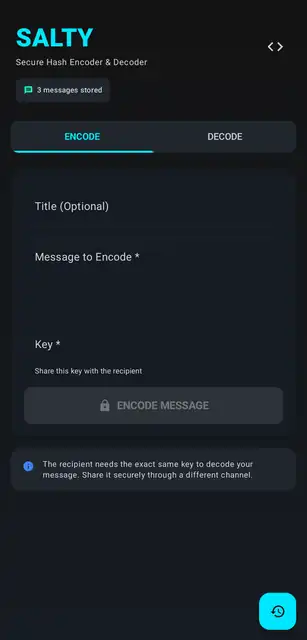 SALTY
Secure Hash Encoder & Decoder
3 messages stored
ENCODE
DECODE
Title (Optional)
Message to Encode *
Key *
Share this key with the recipient
ENCODE MESSAGE
The recipient needs the exact same key to decode your
message. Share it securely through a different channel.